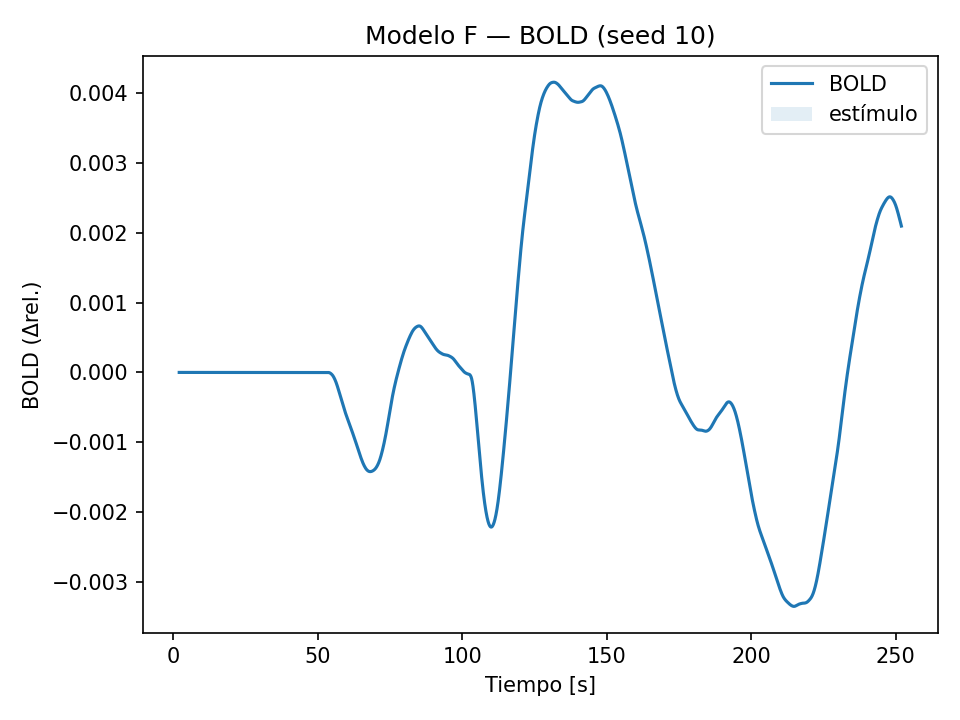 Modelo F — BOLD (seed 10)
BOLD
estímulo
BOLD (Δrel.)
0.004
0.003
0.002
0.001
0.000
−0.001
−0.002
−0.003
0
50
100
150
200
250
Tiempo [s]